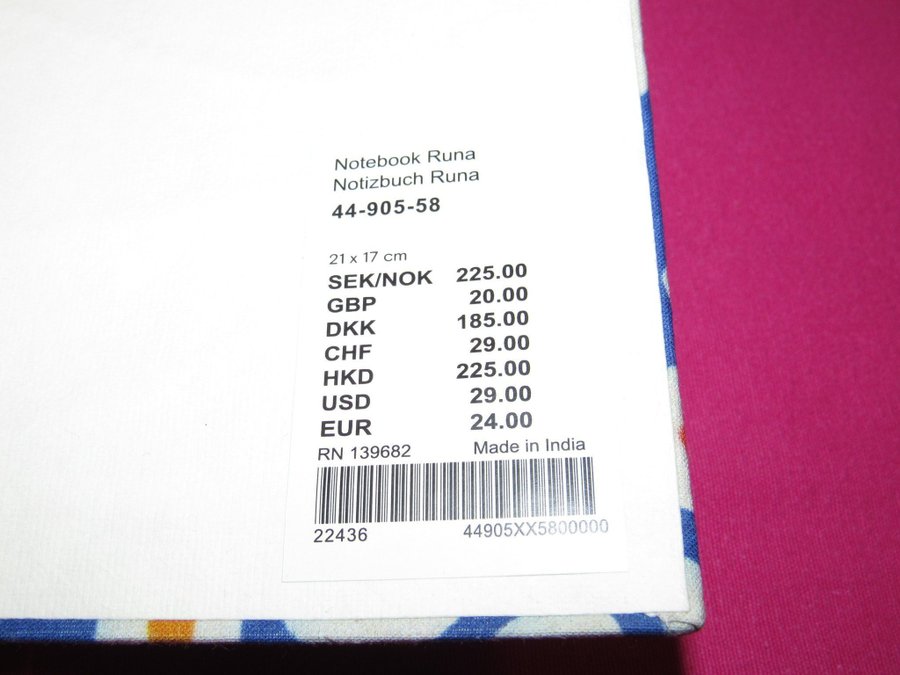 Notebook Runa
Notizbuch Runa
44-905-58
21 x 17 cm
SEK/NOK 225.00
GBP 20.00
DKK 185.00
CHF 29.00
HKD 225.00
USD 29.00
EUR 24.00
RN 139682 Made in India
22436 44905XX5800000